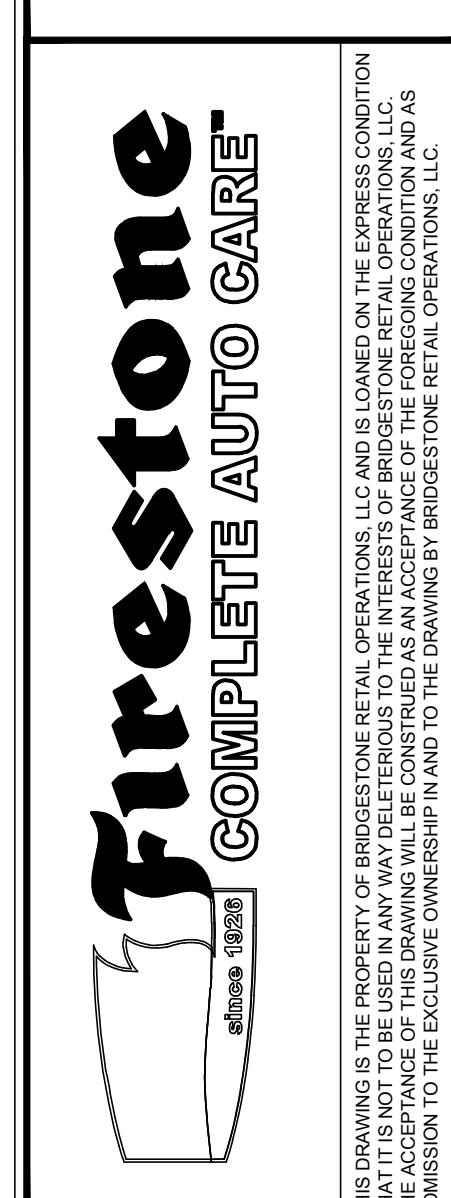 Firestone
COMPLETE AUTO CARE™
since 1926
IS DRAWING IS THE PROPERTY OF BRIDGESTONE RETAIL OPERATIONS, LLC AND IS LOANED ON THE EXPRESS CONDITION
HAT IT IS NOT TO BE USED IN ANY WAY DELETERIOUS TO THE INTERESTS OF BRIDGESTONE RETAIL OPERATIONS, LLC.
E ACCEPTANCE OF THIS DRAWING WILL BE CONSTRUED AS AN ACCEPTANCE OF THE FOREGOING CONDITION AND AS
MISSION TO THE EXCLUSIVE OWNERSHIP IN AND TO THE DRAWING BY BRIDGESTONE RETAIL OPERATIONS, LLC.